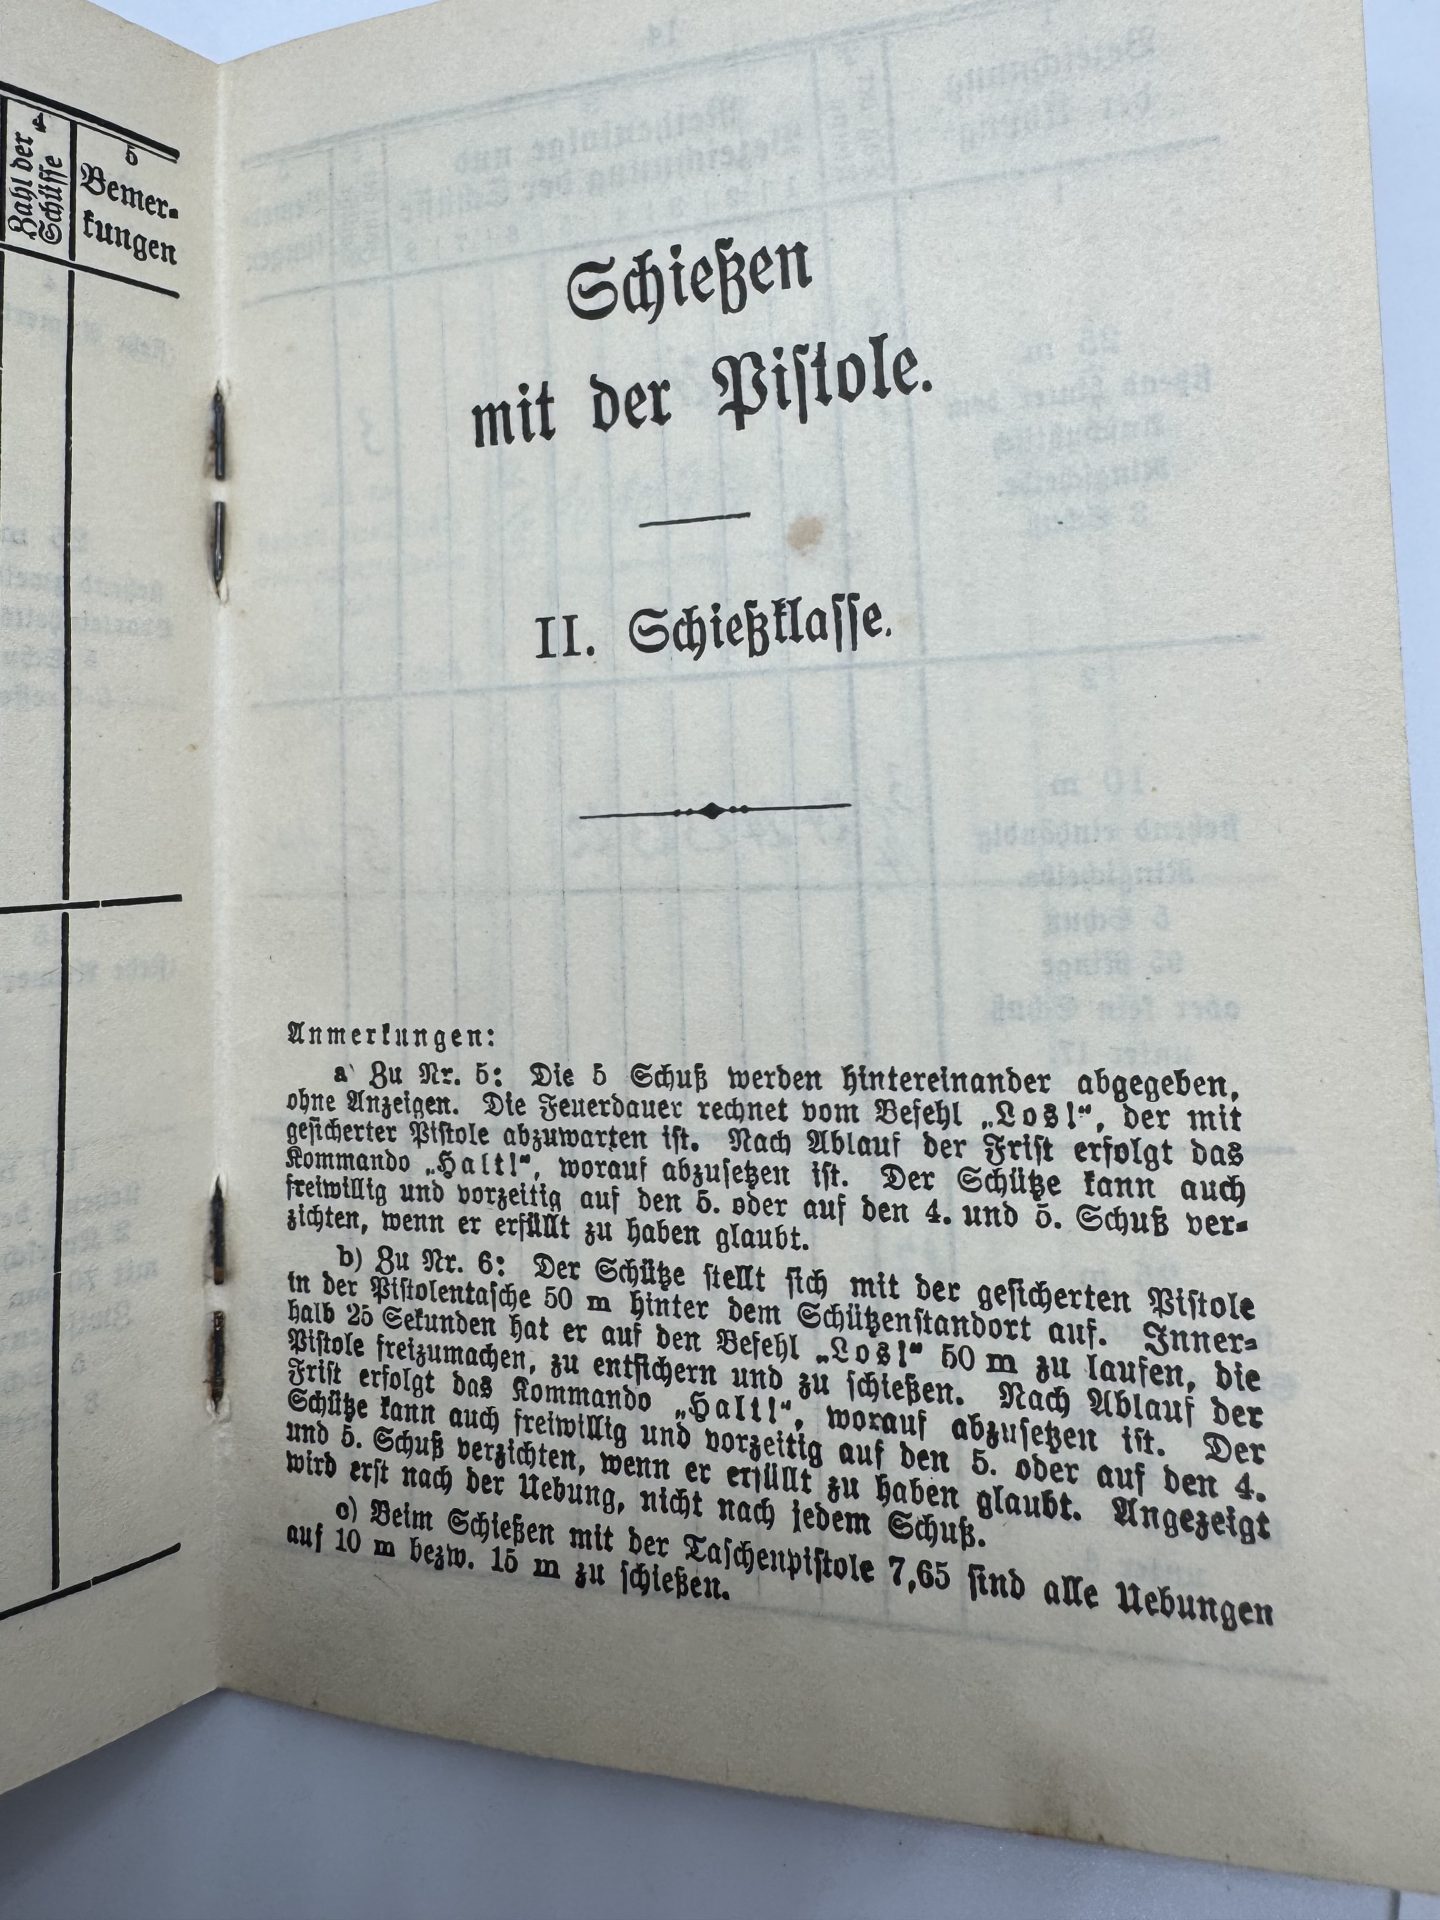 4
Zahl der
Schüsse
5
Bemer-
kungen
Schießen
mit der Pistole.
II. Schießklasse.
Anmerkungen:
a) Zu Nr. 5: Die 5 Schuß werden hintereinander abgegeben,
ohne Anzeigen. Die Feuerdauer rechnet vom Befehl „Los!“, der mit
gesicherter Pistole abzuwarten ist. Nach Ablauf der Frist erfolgt das
Kommando „Halt!“, worauf abzusetzen ist. Der Schütze kann auch
freiwillig und vorzeitig auf den 5. oder auf den 4. und 5. Schuß ver-
zichten, wenn er erfüllt zu haben glaubt.
b) Zu Nr. 6: Der Schütze stellt sich mit der gesicherten Pistole
in der Pistolentasche 50 m hinter dem Schützenstandort auf. Inner-
halb 25 Sekunden hat er auf den Befehl „Los!“ 50 m zu laufen, die
Pistole freizumachen, zu entsichern und zu schießen. Nach Ablauf der
Frist erfolgt das Kommando „Halt!“, worauf abzusetzen ist. Der
Schütze kann auch freiwillig und vorzeitig auf den 5. oder auf den 4.
und 5. Schuß verzichten, wenn er erfüllt zu haben glaubt. Angezeigt
wird erst nach der Uebung, nicht nach jedem Schuß.
c) Beim Schießen mit der Taschenpistole 7,65 sind alle Uebungen
auf 10 m bezw. 15 m zu schießen.